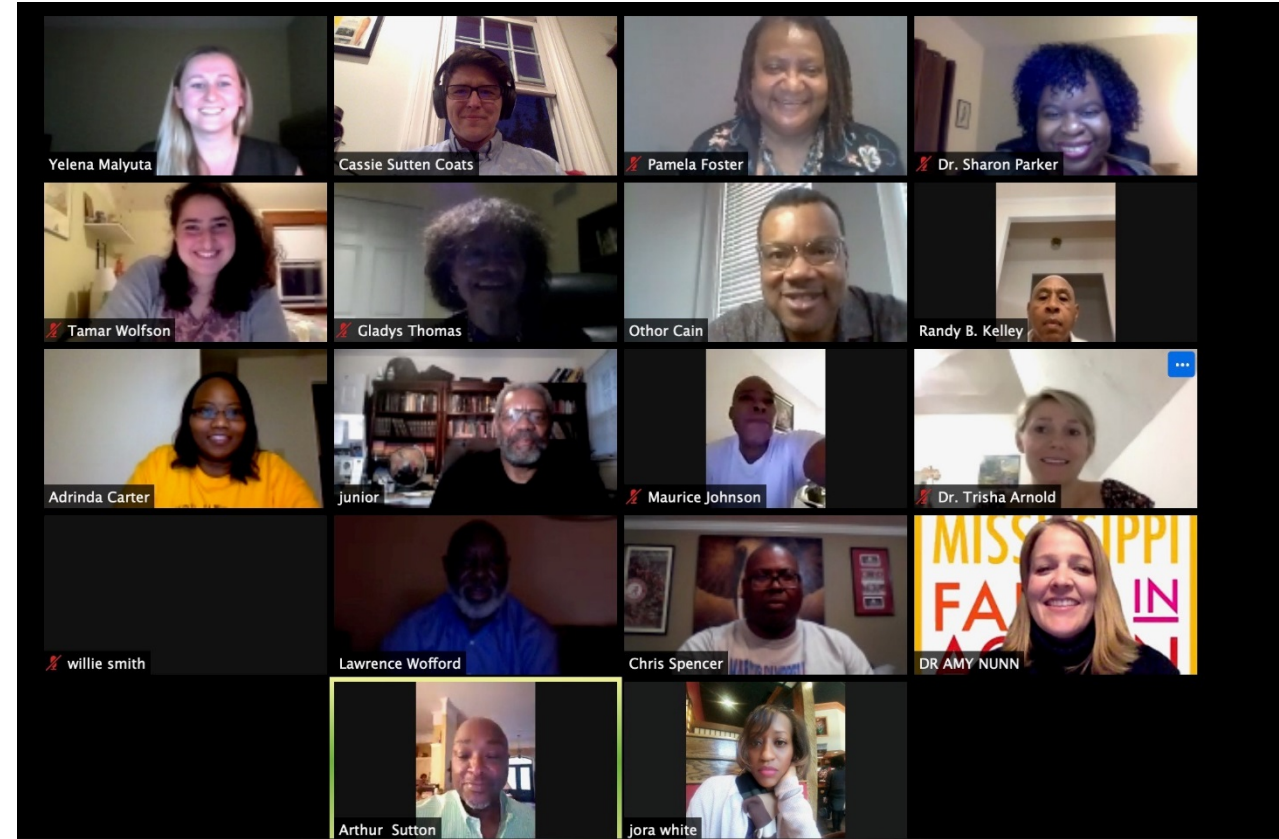 Yelena Malyuta
Cassie Sutten Coats
Pamela Foster
Dr. Sharon Parker
Tamar Wolfson
Gladys Thomas
Othor Cain
Randy B. Kelley
Adrinda Carter
junior
Maurice Johnson
Dr. Trisha Arnold
willie smith
Lawrence Wofford
Chris Spencer
MISSISSIPPI
FA IN
AC N
DR AMY NUNN
Arthur Sutton
jora white